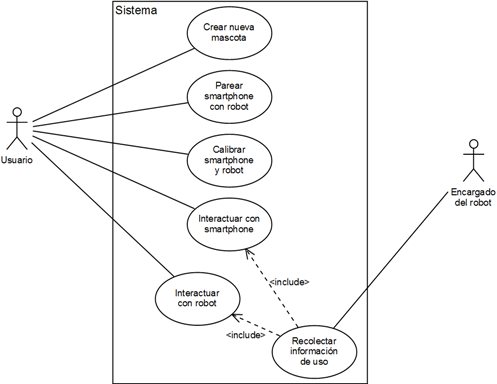 Sistema
Crear nueva
mascota
Parear
smartphone
con robot
Usuario
Calibrar
smartphone
y robot
Encargado
del robot
Interactuar con
smartphone
<include>
Interactuar
con robot
<include>
Recolectar
información
de uso